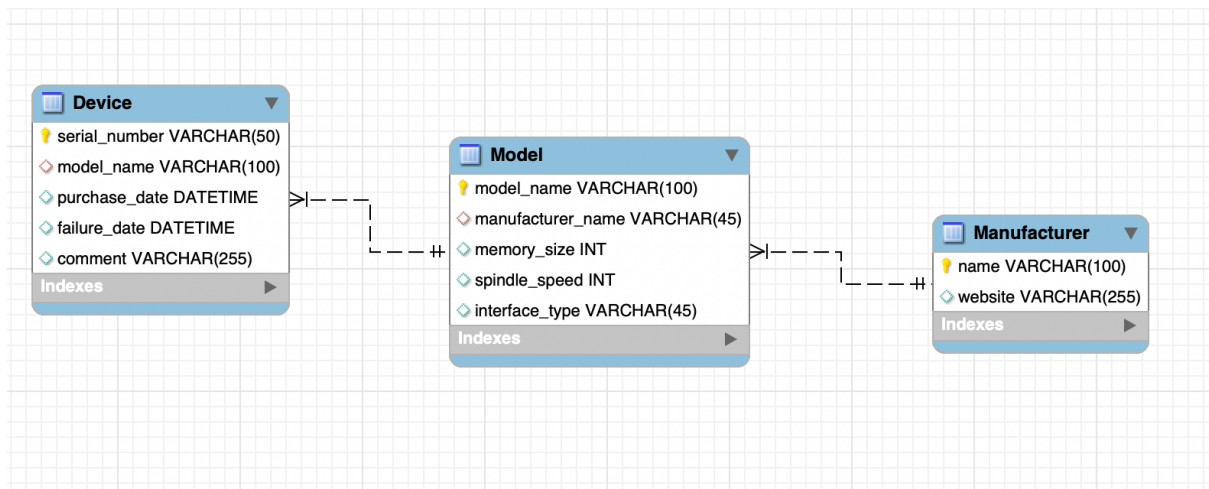 Device
serial_number VARCHAR(50)
model_name VARCHAR(100)
purchase_date DATETIME
failure_date DATETIME
comment VARCHAR(255)
Indexes
Model
model_name VARCHAR(100)
manufacturer_name VARCHAR(45)
memory_size INT
spindle_speed INT
interface_type VARCHAR(45)
Indexes
Manufacturer
name VARCHAR(100)
website VARCHAR(255)
Indexes